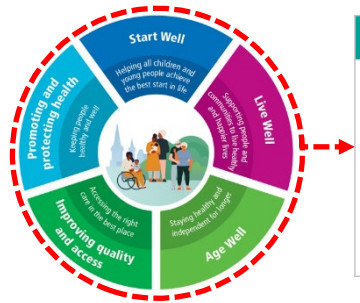 Start Well
Helping all children and
young people achieve
the best start in life
Live Well
Supporting people and
communities to live healthy
and happier lives
Age Well
Staying healthy and
independent for longer
Improving quality
and access
Accessing the right
care in the best place
Promoting and
protecting health
Keeping people
healthy and well